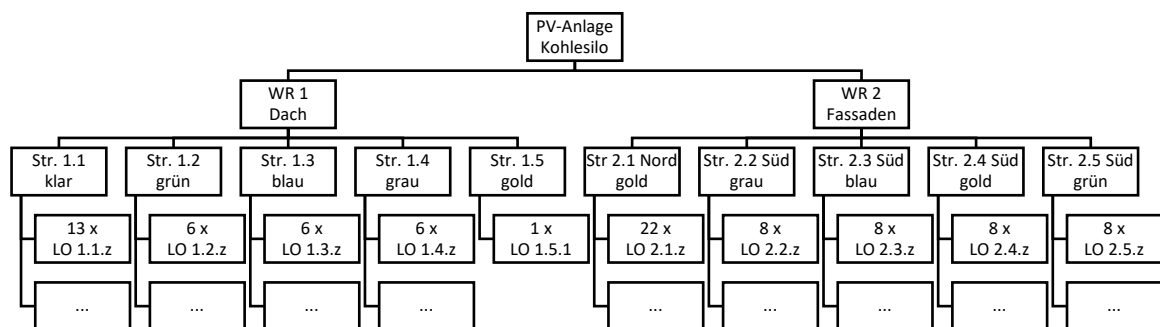 PV-Anlage
Kohlesilo
WR 1
Dach
WR 2
Fassaden
Str. 1.1
klar
Str. 1.2
grün
Str. 1.3
blau
Str. 1.4
grau
Str. 1.5
gold
Str 2.1 Nord
gold
Str. 2.2 Süd
grau
Str. 2.3 Süd
blau
Str. 2.4 Süd
gold
Str. 2.5 Süd
grün
13 x
LO 1.1.z
6 x
LO 1.2.z
6 x
LO 1.3.z
6 x
LO 1.4.z
1 x
LO 1.5.1
22 x
LO 2.1.z
8 x
LO 2.2.z
8 x
LO 2.3.z
8 x
LO 2.4.z
8 x
LO 2.5.z
...
...
...
...
...
...
...
...
...